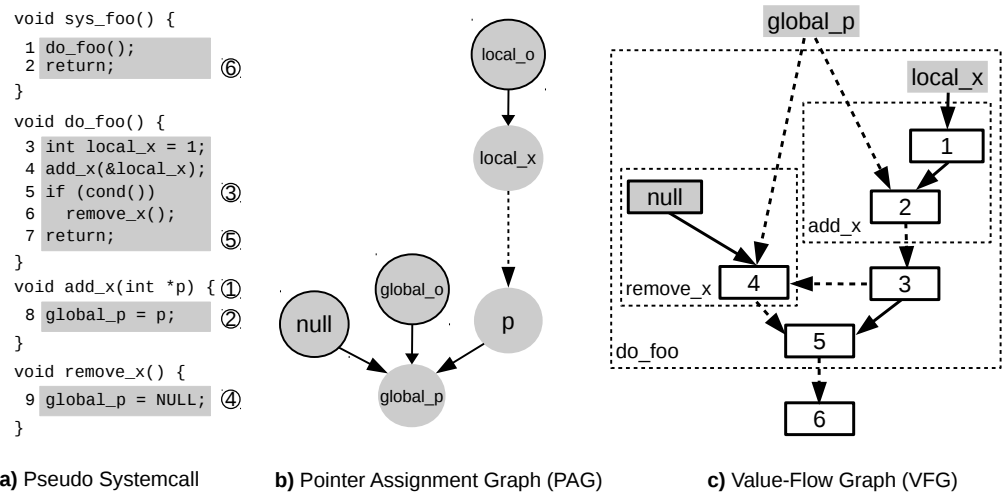 void sys_foo() {
1 do_foo();
2 return; ⑥
}
void do_foo() {
3 int local_x = 1;
4 add_x(&local_x);
5 if (cond()) ③
6 remove_x();
7 return; ⑤
}
void add_x(int *p) { ①
8 global_p = p; ②
}
void remove_x() {
9 global_p = NULL; ④
}
a) Pseudo Systemcall
local_o
local_x
global_o
null
p
global_p
b) Pointer Assignment Graph (PAG)
global_p
local_x
1
null
2
add_x
4
3
remove_x
5
do_foo
6
c) Value-Flow Graph (VFG)